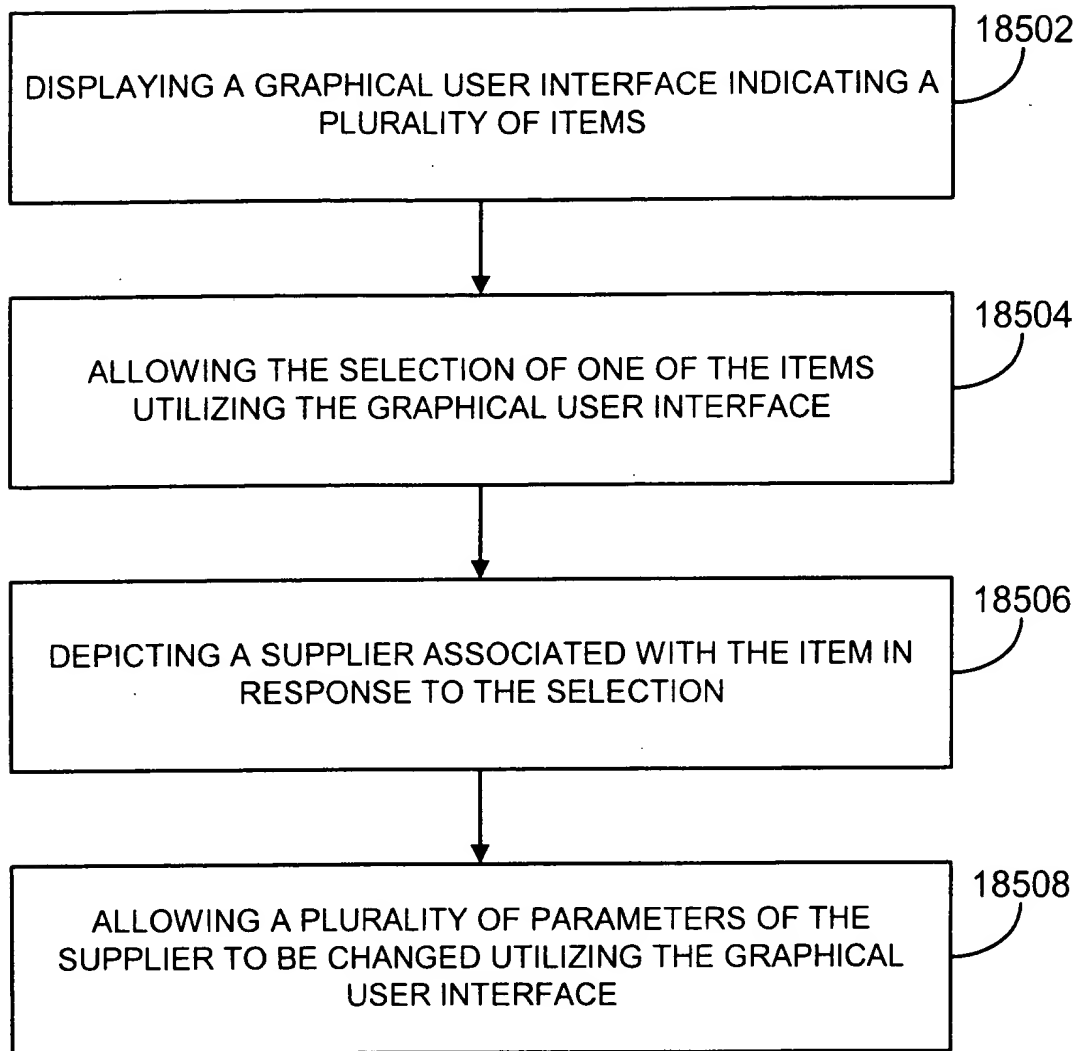 18502
DISPLAYING A GRAPHICAL USER INTERFACE INDICATING A
PLURALITY OF ITEMS
18504
ALLOWING THE SELECTION OF ONE OF THE ITEMS
UTILIZING THE GRAPHICAL USER INTERFACE
18506
DEPICTING A SUPPLIER ASSOCIATED WITH THE ITEM IN
RESPONSE TO THE SELECTION
18508
ALLOWING A PLURALITY OF PARAMETERS OF THE
SUPPLIER TO BE CHANGED UTILIZING THE GRAPHICAL
USER INTERFACE